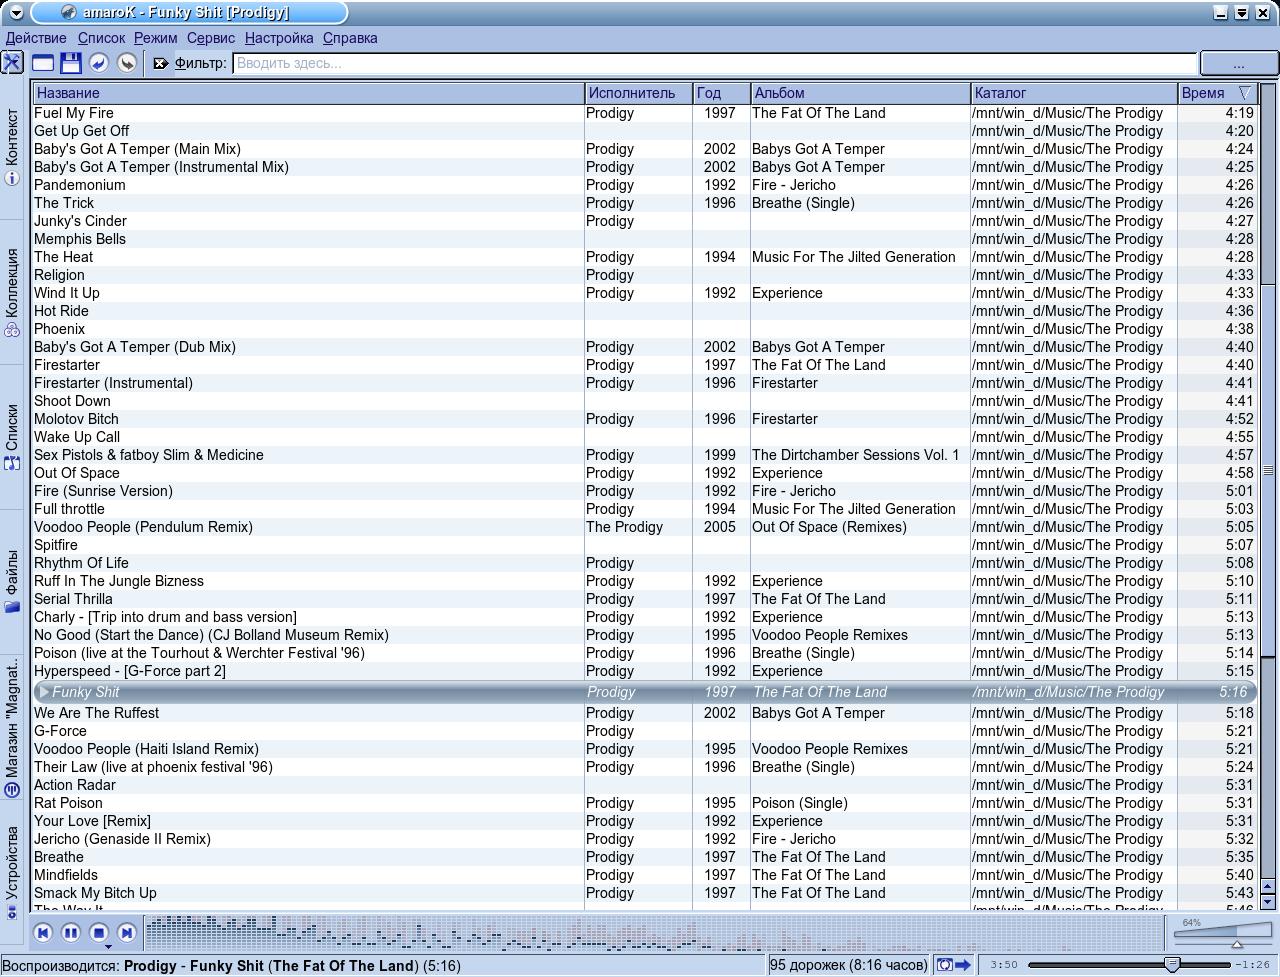 amaroK - Funky Shit [Prodigy]
Действие Список Режим Сервис Настройка Справка
Фильтр: Вводить здесь... ...
Контекст
Коллекция
Списки
Файлы
Магазин "Magnat..
Устройства
Название Исполнитель Год Альбом Каталог Время
Fuel My Fire Prodigy 1997 The Fat Of The Land /mnt/win_d/Music/The Prodigy 4:19
Get Up Get Off /mnt/win_d/Music/The Prodigy 4:20
Baby's Got A Temper (Main Mix) Prodigy 2002 Babys Got A Temper /mnt/win_d/Music/The Prodigy 4:24
Baby's Got A Temper (Instrumental Mix) Prodigy 2002 Babys Got A Temper /mnt/win_d/Music/The Prodigy 4:25
Pandemonium Prodigy 1992 Fire - Jericho /mnt/win_d/Music/The Prodigy 4:26
The Trick Prodigy 1996 Breathe (Single) /mnt/win_d/Music/The Prodigy 4:26
Junky's Cinder Prodigy /mnt/win_d/Music/The Prodigy 4:27
Memphis Bells /mnt/win_d/Music/The Prodigy 4:28
The Heat Prodigy 1994 Music For The Jilted Generation /mnt/win_d/Music/The Prodigy 4:28
Religion Prodigy /mnt/win_d/Music/The Prodigy 4:33
Wind It Up Prodigy 1992 Experience /mnt/win_d/Music/The Prodigy 4:33
Hot Ride /mnt/win_d/Music/The Prodigy 4:36
Phoenix /mnt/win_d/Music/The Prodigy 4:38
Baby's Got A Temper (Dub Mix) Prodigy 2002 Babys Got A Temper /mnt/win_d/Music/The Prodigy 4:40
Firestarter Prodigy 1997 The Fat Of The Land /mnt/win_d/Music/The Prodigy 4:40
Firestarter (Instrumental) Prodigy 1996 Firestarter /mnt/win_d/Music/The Prodigy 4:41
Shoot Down /mnt/win_d/Music/The Prodigy 4:41
Molotov Bitch Prodigy 1996 Firestarter /mnt/win_d/Music/The Prodigy 4:52
Wake Up Call /mnt/win_d/Music/The Prodigy 4:55
Sex Pistols & fatboy Slim & Medicine Prodigy 1999 The Dirtchamber Sessions Vol. 1 /mnt/win_d/Music/The Prodigy 4:57
Out Of Space Prodigy 1992 Experience /mnt/win_d/Music/The Prodigy 4:58
Fire (Sunrise Version) Prodigy 1992 Fire - Jericho /mnt/win_d/Music/The Prodigy 5:01
Full throttle Prodigy 1994 Music For The Jilted Generation /mnt/win_d/Music/The Prodigy 5:03
Voodoo People (Pendulum Remix) The Prodigy 2005 Out Of Space (Remixes) /mnt/win_d/Music/The Prodigy 5:05
Spitfire /mnt/win_d/Music/The Prodigy 5:07
Rhythm Of Life Prodigy /mnt/win_d/Music/The Prodigy 5:08
Ruff In The Jungle Bizness Prodigy 1992 Experience /mnt/win_d/Music/The Prodigy 5:10
Serial Thrilla Prodigy 1997 The Fat Of The Land /mnt/win_d/Music/The Prodigy 5:11
Charly - [Trip into drum and bass version] Prodigy 1992 Experience /mnt/win_d/Music/The Prodigy 5:13
No Good (Start the Dance) (CJ Bolland Museum Remix) Prodigy 1995 Voodoo People Remixes /mnt/win_d/Music/The Prodigy 5:13
Poison (live at the Tourhout & Werchter Festival '96) Prodigy 1996 Breathe (Single) /mnt/win_d/Music/The Prodigy 5:14
Hyperspeed - [G-Force part 2] Prodigy 1992 Experience /mnt/win_d/Music/The Prodigy 5:15
Funky Shit Prodigy 1997 The Fat Of The Land /mnt/win_d/Music/The Prodigy 5:16
We Are The Ruffest Prodigy 2002 Babys Got A Temper /mnt/win_d/Music/The Prodigy 5:18
G-Force Prodigy /mnt/win_d/Music/The Prodigy 5:21
Voodoo People (Haiti Island Remix) Prodigy 1995 Voodoo People Remixes /mnt/win_d/Music/The Prodigy 5:21
Their Law (live at phoenix festival '96) Prodigy 1996 Breathe (Single) /mnt/win_d/Music/The Prodigy 5:24
Action Radar /mnt/win_d/Music/The Prodigy 5:31
Rat Poison Prodigy 1995 Poison (Single) /mnt/win_d/Music/The Prodigy 5:31
Your Love [Remix] Prodigy 1992 Experience /mnt/win_d/Music/The Prodigy 5:31
Jericho (Genaside II Remix) Prodigy 1992 Fire - Jericho /mnt/win_d/Music/The Prodigy 5:32
Breathe Prodigy 1997 The Fat Of The Land /mnt/win_d/Music/The Prodigy 5:35
Mindfields Prodigy 1997 The Fat Of The Land /mnt/win_d/Music/The Prodigy 5:40
Smack My Bitch Up Prodigy 1997 The Fat Of The Land /mnt/win_d/Music/The Prodigy 5:43
64%
Воспроизводится: Prodigy - Funky Shit (The Fat Of The Land) (5:16) 95 дорожек (8:16 часов) 3:50 -1:26